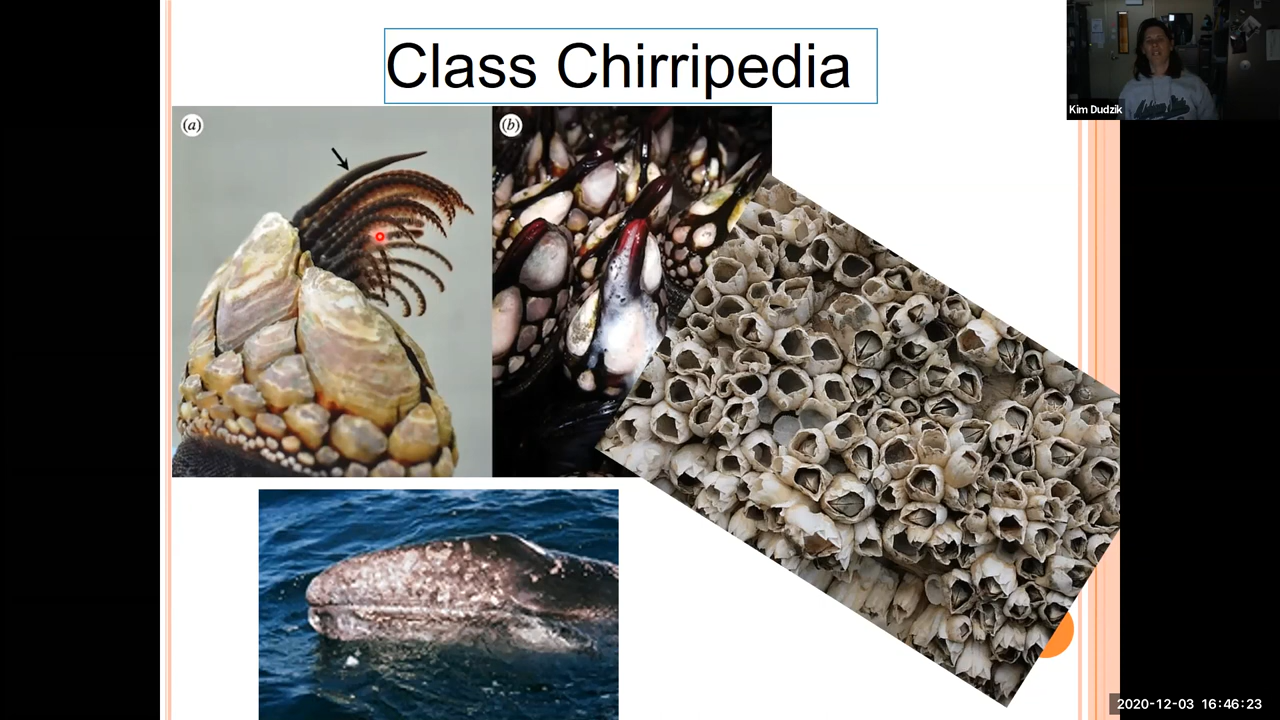 Class Chirripedia
(a)
(b)
Kim Dudzik
2020-12-03 16:46:23